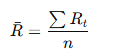 R̄ = ∑ R_t / n